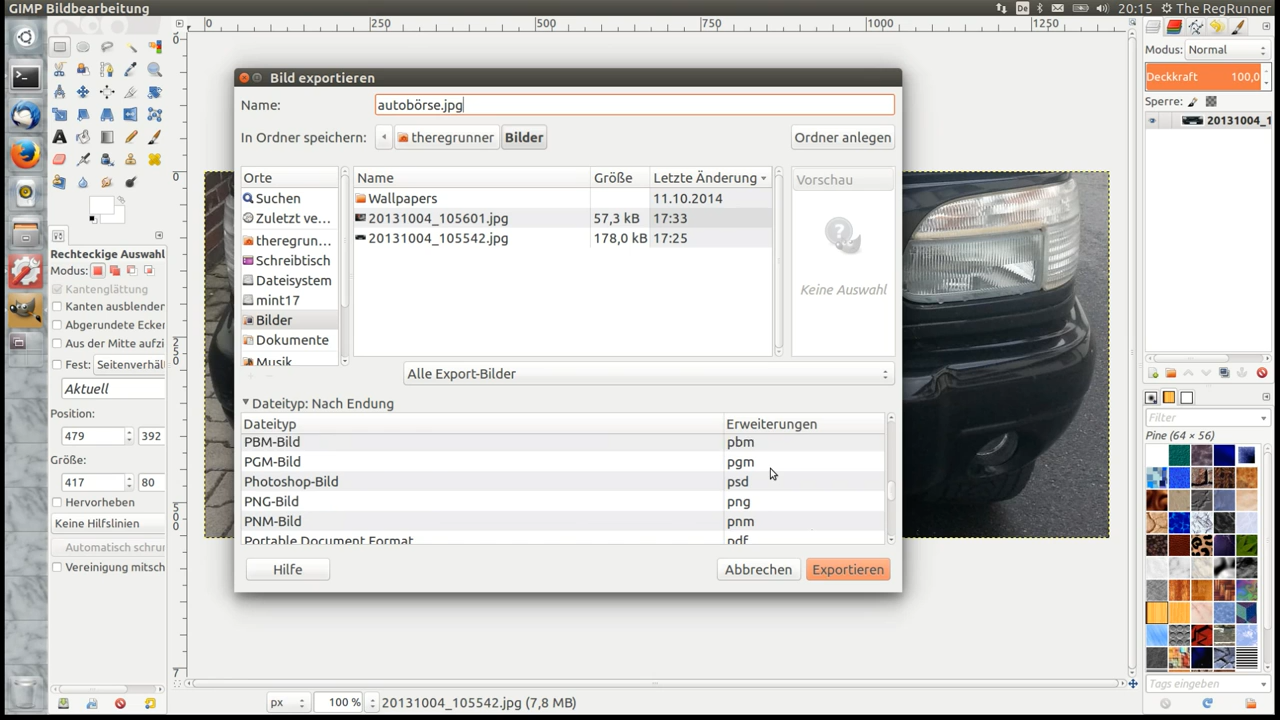 GIMP Bildbearbeitung
De
20:15
The RegRunner
0
250
500
750
1000
1250
Modus: Normal
Deckkraft 100,0
Sperre:
20131004_1
Bild exportieren
Name: autobörse.jpg
In Ordner speichern: theregrunner Bilder Ordner anlegen
Orte
Suchen
Zuletzt ve...
theregrun...
Schreibtisch
Dateisystem
mint17
Bilder
Dokumente
Musik
Name Größe Letzte Änderung
Wallpapers 11.10.2014
20131004_105601.jpg 57,3 kB 17:33
20131004_105542.jpg 178,0 kB 17:25
Vorschau
Keine Auswahl
Alle Export-Bilder
Dateityp: Nach Endung
Dateityp Erweiterungen
PBM-Bild pbm
PGM-Bild pgm
Photoshop-Bild psd
PNG-Bild png
PNM-Bild pnm
Portable Document Format pdf
Hilfe Abbrechen Exportieren
Rechteckige Auswahl
Modus:
Kantenglättung
Kanten ausblenden
Abgerundete Ecken
Aus der Mitte aufzi
Fest: Seitenverhäl
Aktuell
Position:
479 392
Größe:
417 80
Hervorheben
Keine Hilfslinien
Automatisch schrum
Vereinigung mitsch
Filter
Pine (64 × 56)
Tags eingeben
px 100 % 20131004_105542.jpg (7,8 MB)